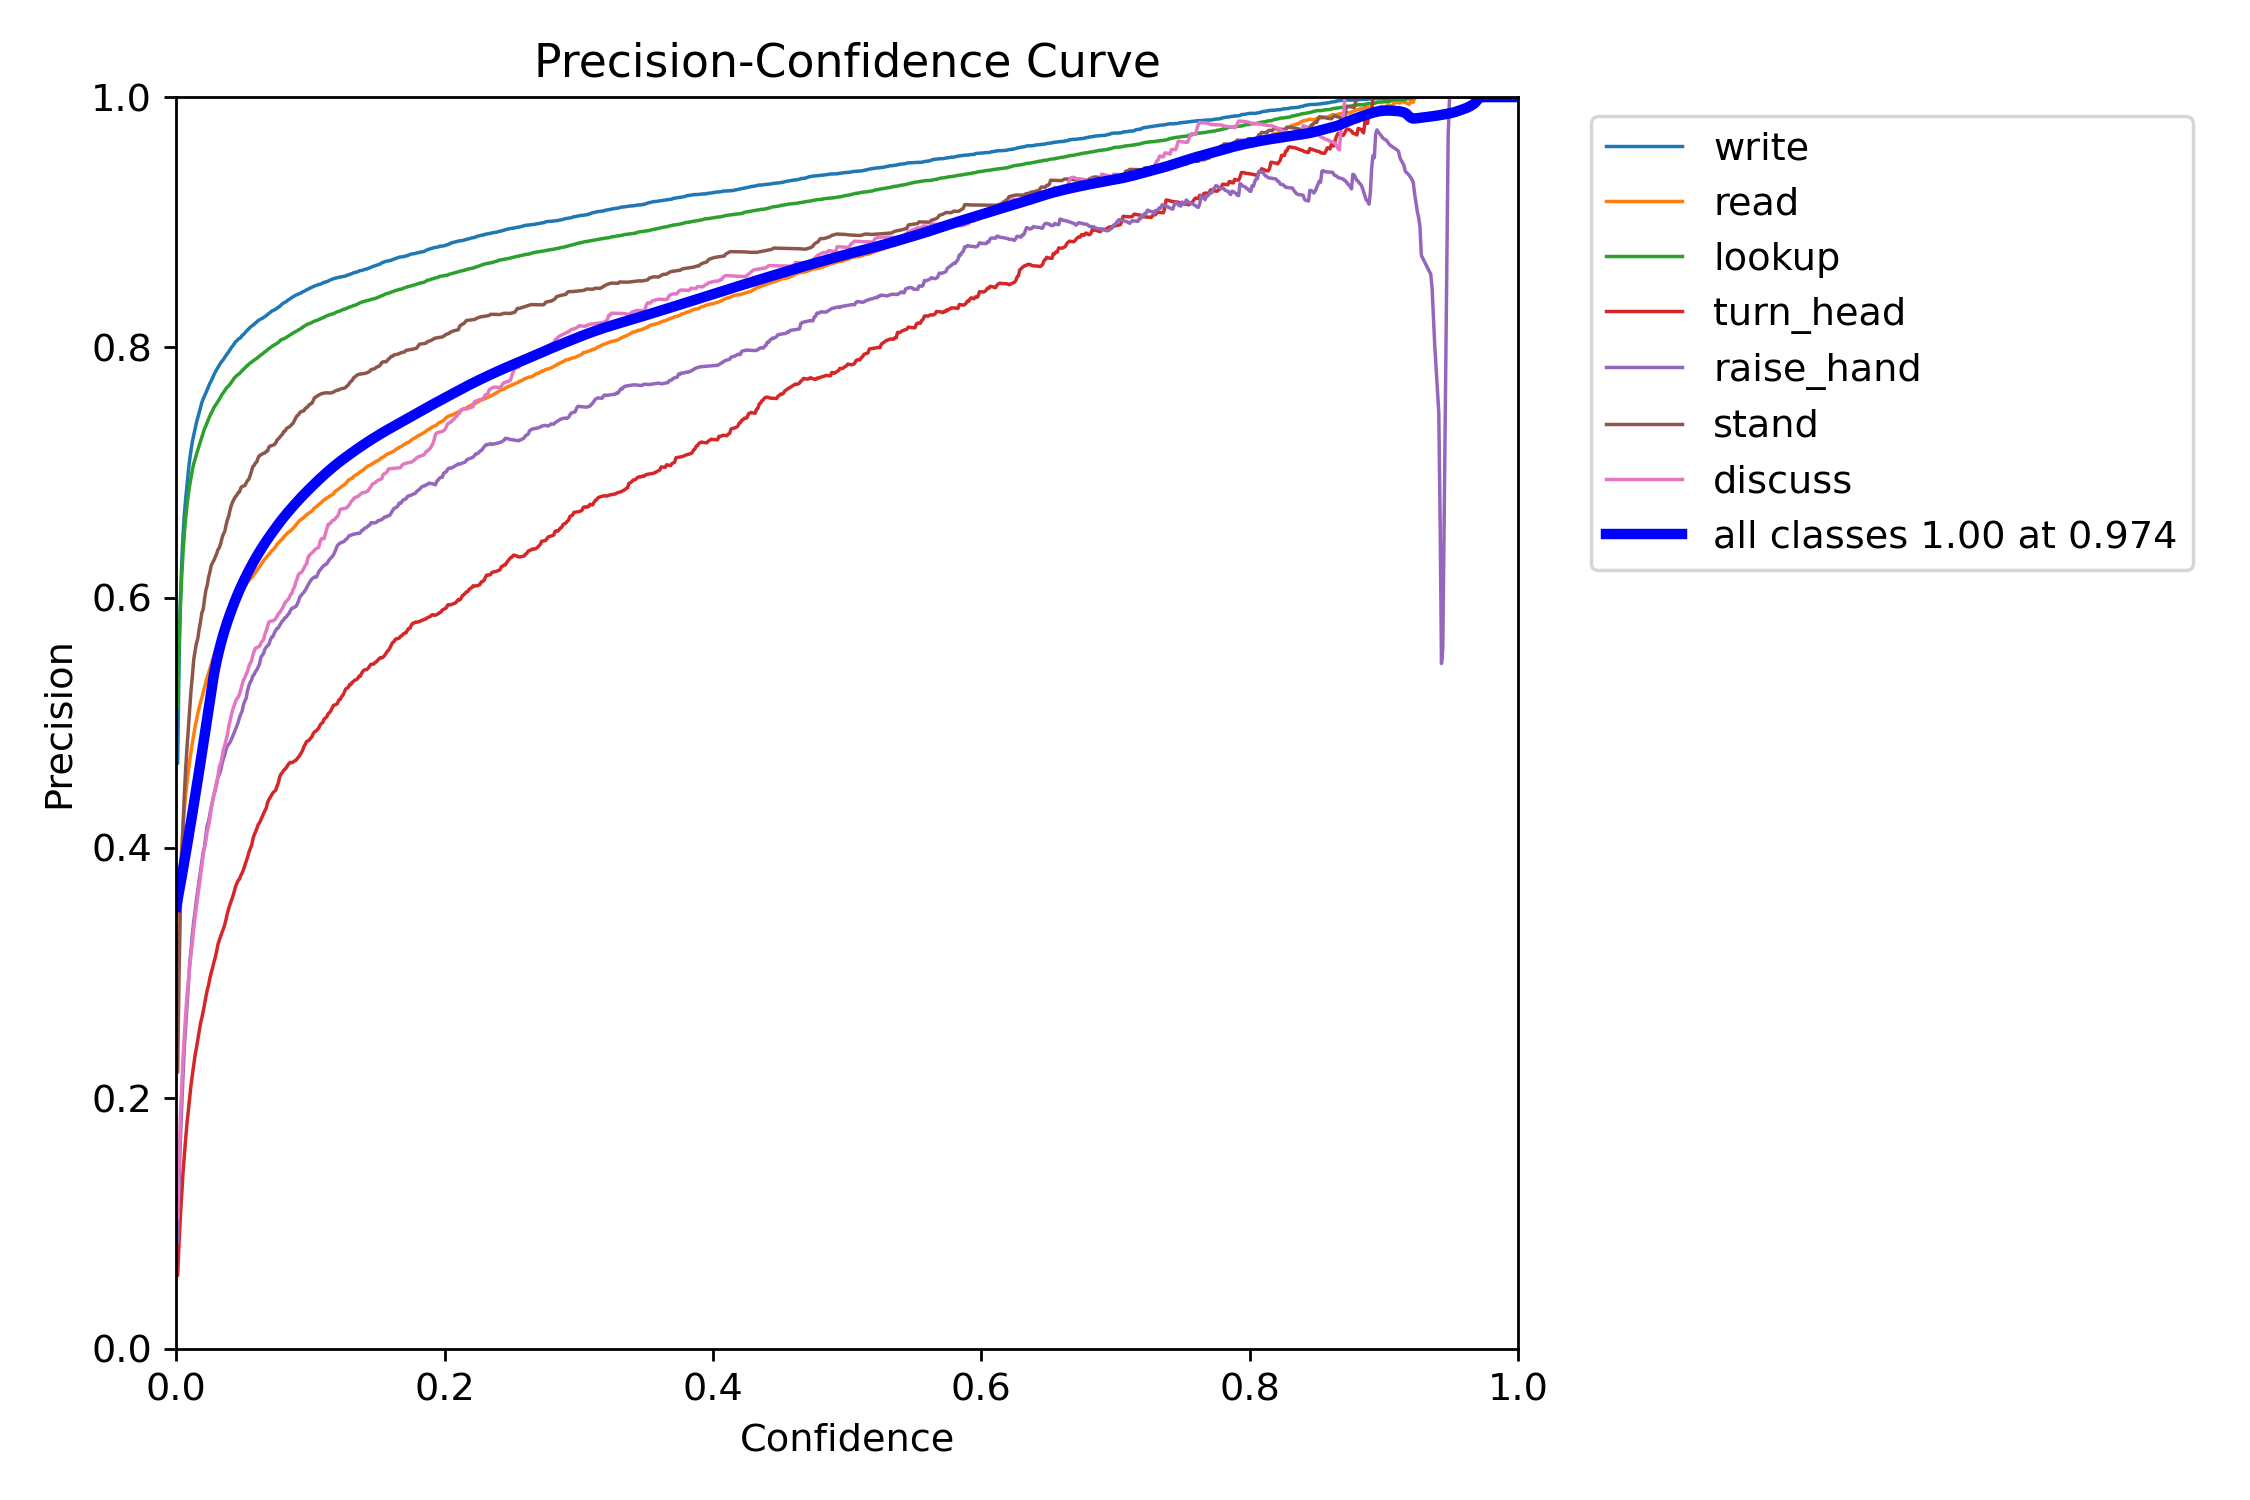 Precision-Confidence Curve
1.0
0.8
0.6
0.4
0.2
0.0
Precision
0.0 0.2 0.4 0.6 0.8 1.0
Confidence
write
read
lookup
turn_head
raise_hand
stand
discuss
all classes 1.00 at 0.974